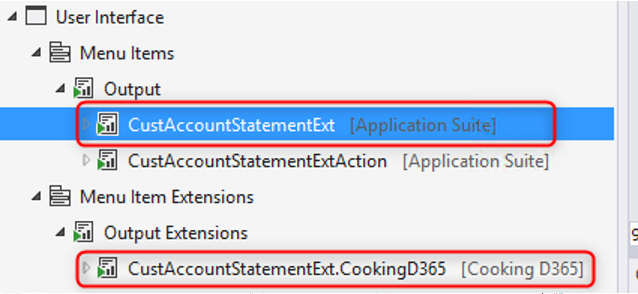 User Interface
Menu Items
Output
CustAccountStatementExt [Application Suite]
CustAccountStatementExtAction [Application Suite]
Menu Item Extensions
Output Extensions
CustAccountStatementExt.CookingD365 [Cooking D365]